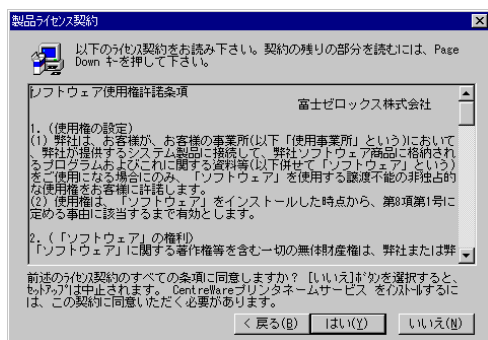 製品ライセンス契約
以下のライセンス契約をお読み下さい。契約の残りの部分を読むには、Page
Down キーを押して下さい。
ソフトウェア使用権許諾条項
富士ゼロックス株式会社
1. (使用権の設定)
(1) 弊社は、お客様が、お客様の事業所(以下「使用事業所」という)において
、弊社が提供するシステム製品に接続して、弊社ソフトウェア商品に格納され
るプログラムおよびこれに関する資料等(以下併せて「ソフトウェア」という)
をご使用になる場合にのみ、「ソフトウェア」を使用する譲渡不能の非独占的
な使用権をお客様に許諾します。
(2) 使用権は、「ソフトウェア」をインストールした時点から、第8項第1号に
定める事由に該当するまで有効とします。
2. (「ソフトウェア」の権利)
「ソフトウェア」に関する著作権等を含む一切の無体財産権は、弊社または弊
前述のライセンス契約のすべての条項に同意しますか? [いいえ]ボタンを選択すると、
セットアップは中止されます。 CentreWareプリンタネームサービス をインストールするに
は、この契約に同意いただく必要があります。
< 戻る(B)
はい(Y)
いいえ(N)